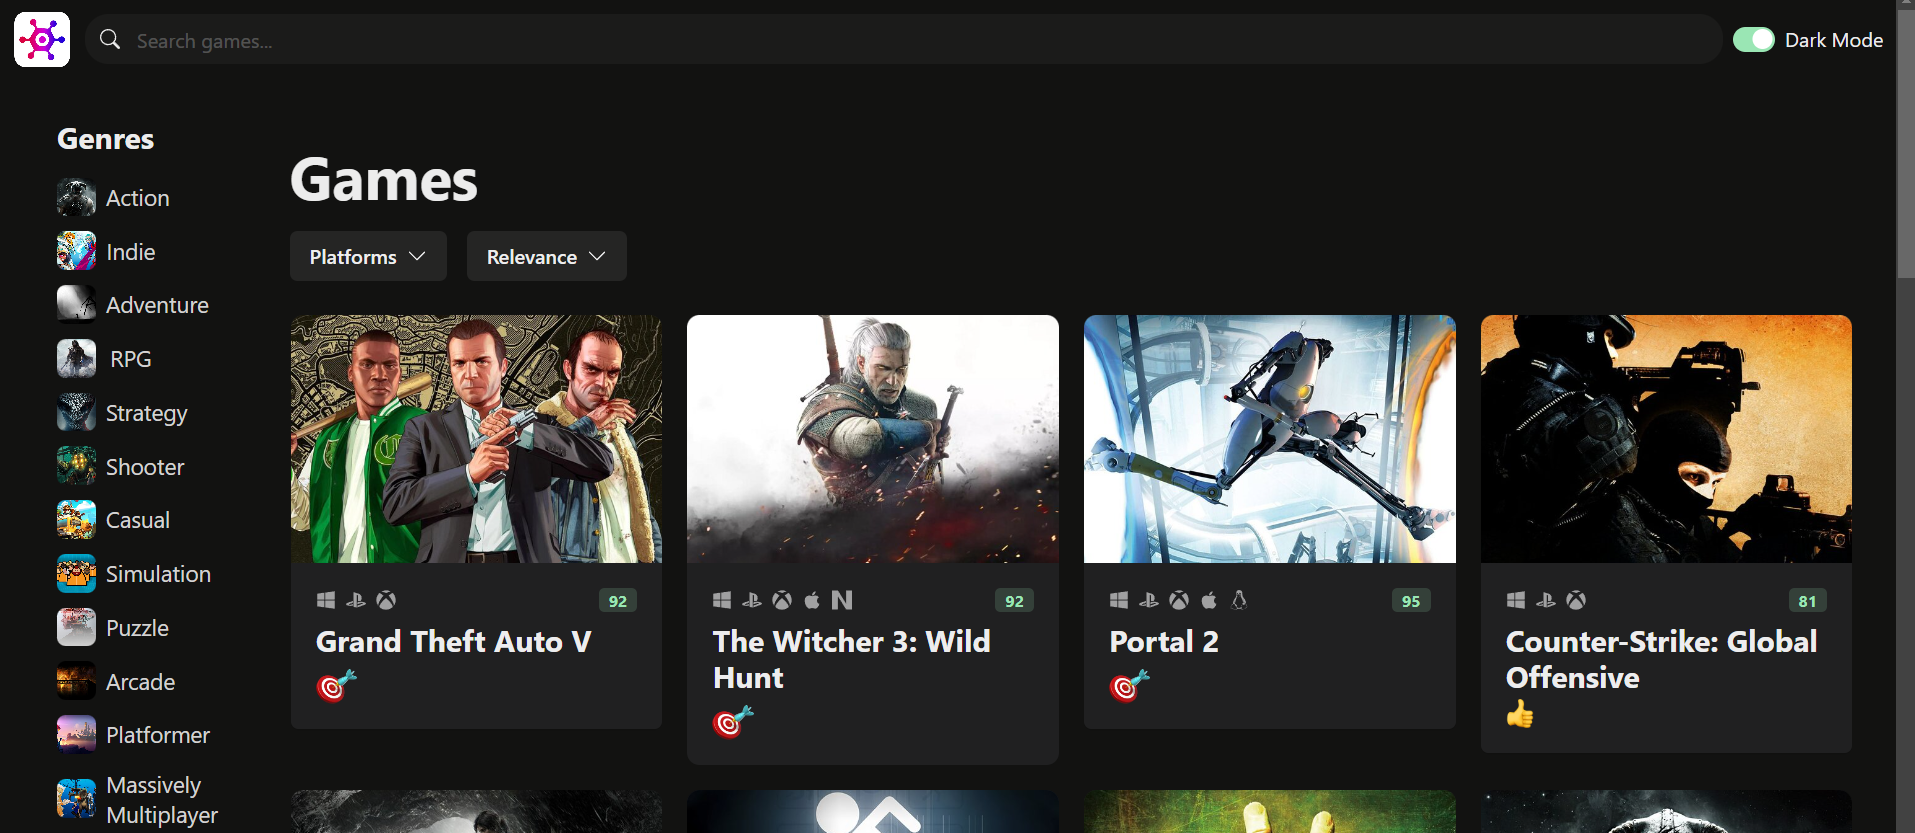 Search games...
Dark Mode
Genres
Action
Indie
Adventure
RPG
Strategy
Shooter
Casual
Simulation
Puzzle
Arcade
Platformer
Massively
Multiplayer
Games
Platforms
Relevance
92
Grand Theft Auto V
92
The Witcher 3: Wild
Hunt
95
Portal 2
81
Counter-Strike: Global
Offensive